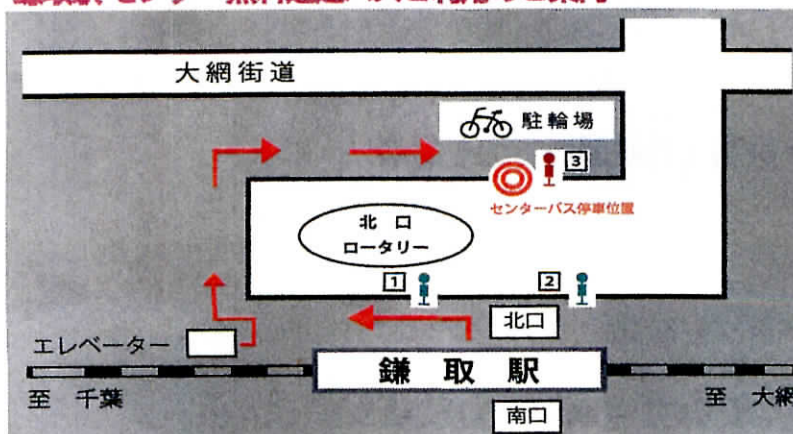 大網街道
駐輪場
3
センターバス停車位置
北口
ロータリー
1
2
北口
エレベーター
鎌取駅
至 千葉
至 大網
南口